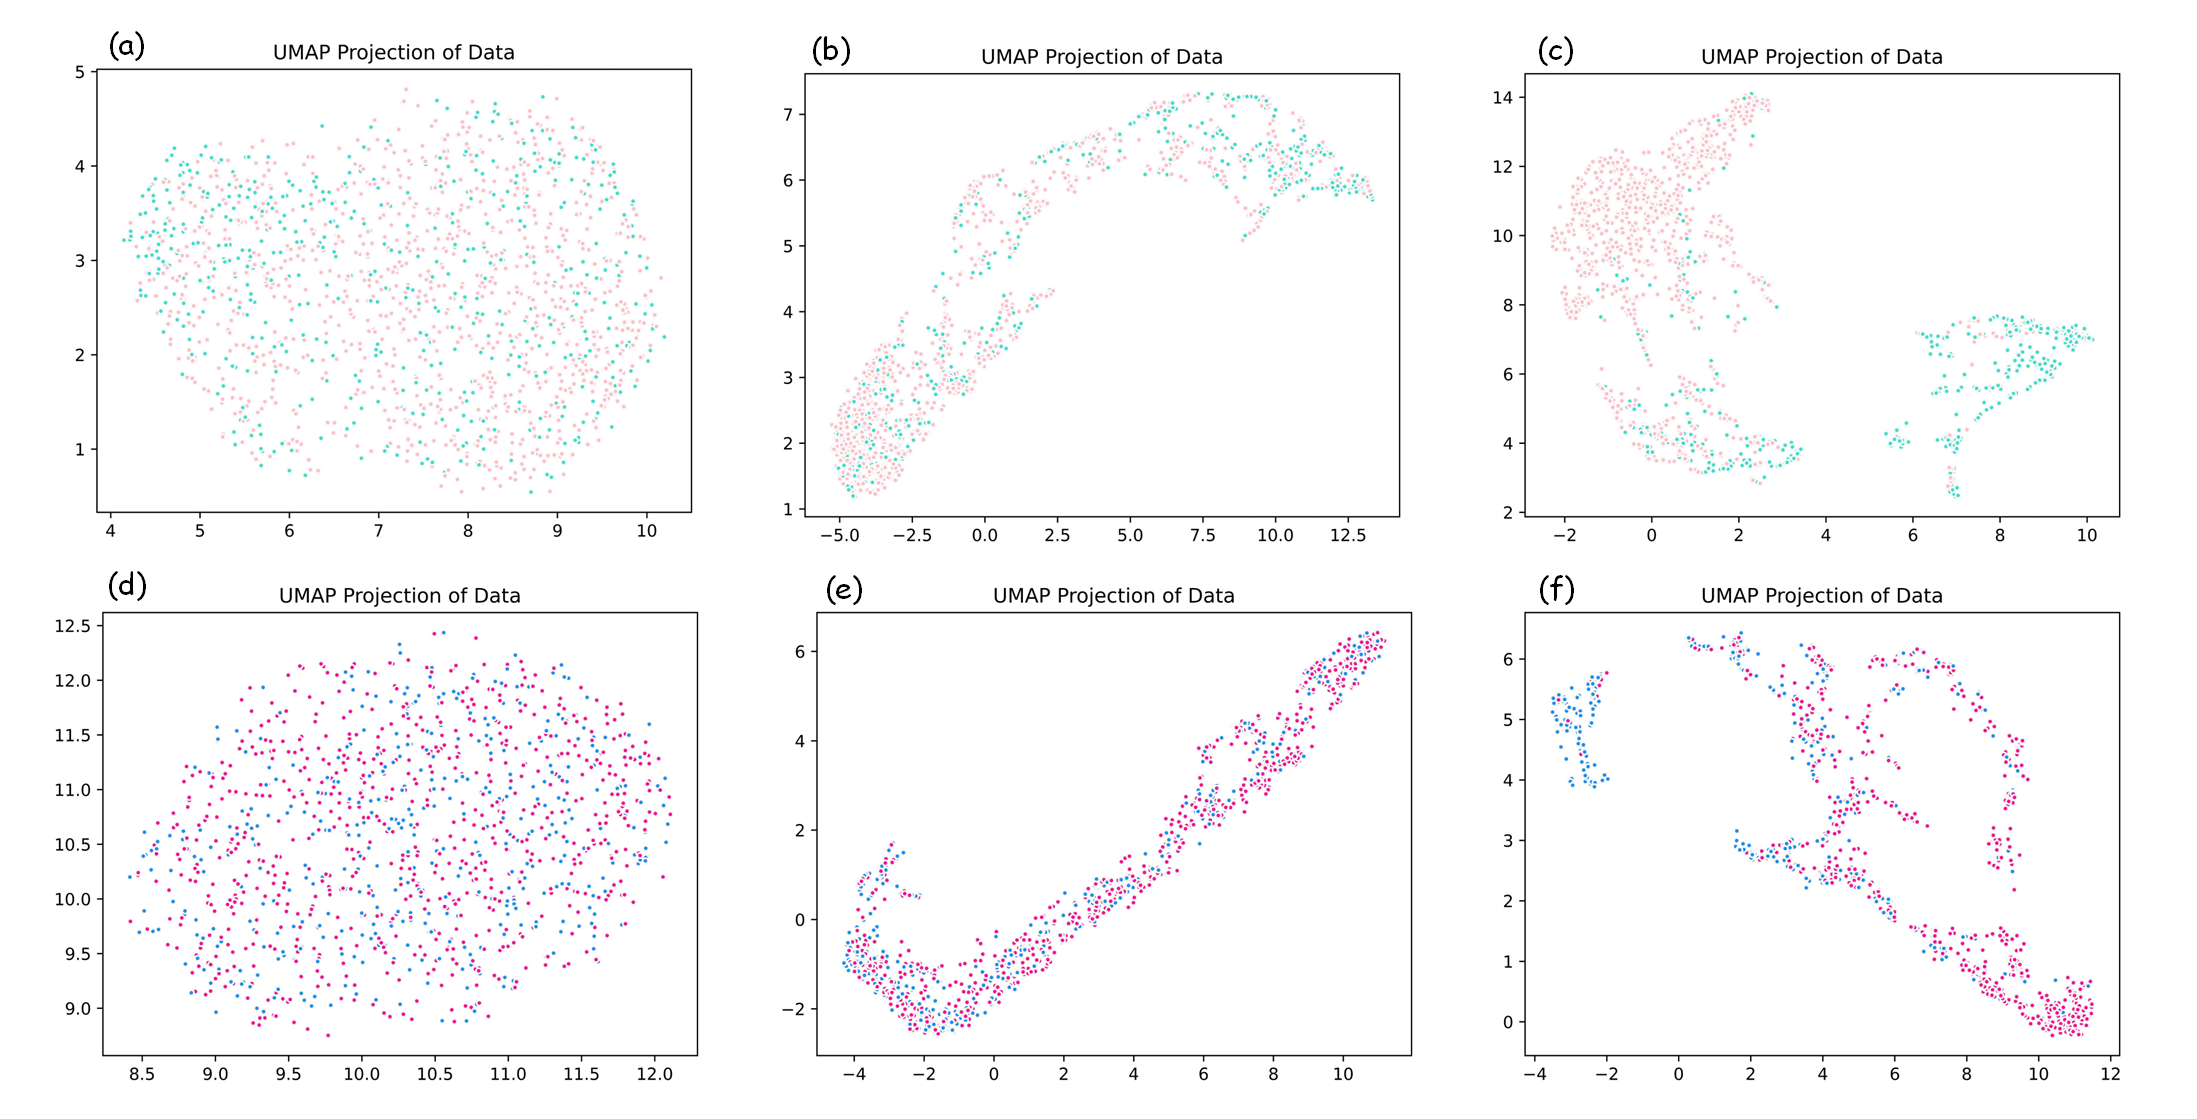 (a)
UMAP Projection of Data
5
4
3
2
1
4 5 6 7 8 9 10
(b)
UMAP Projection of Data
7
6
5
4
3
2
1
−5.0 −2.5 0.0 2.5 5.0 7.5 10.0 12.5
(c)
UMAP Projection of Data
14
12
10
8
6
4
2
−2 0 2 4 6 8 10
(d)
UMAP Projection of Data
12.5
12.0
11.5
11.0
10.5
10.0
9.5
9.0
8.5 9.0 9.5 10.0 10.5 11.0 11.5 12.0
(e)
UMAP Projection of Data
6
4
2
0
−2
−4 −2 0 2 4 6 8 10
(f)
UMAP Projection of Data
6
5
4
3
2
1
0
−4 −2 0 2 4 6 8 10 12